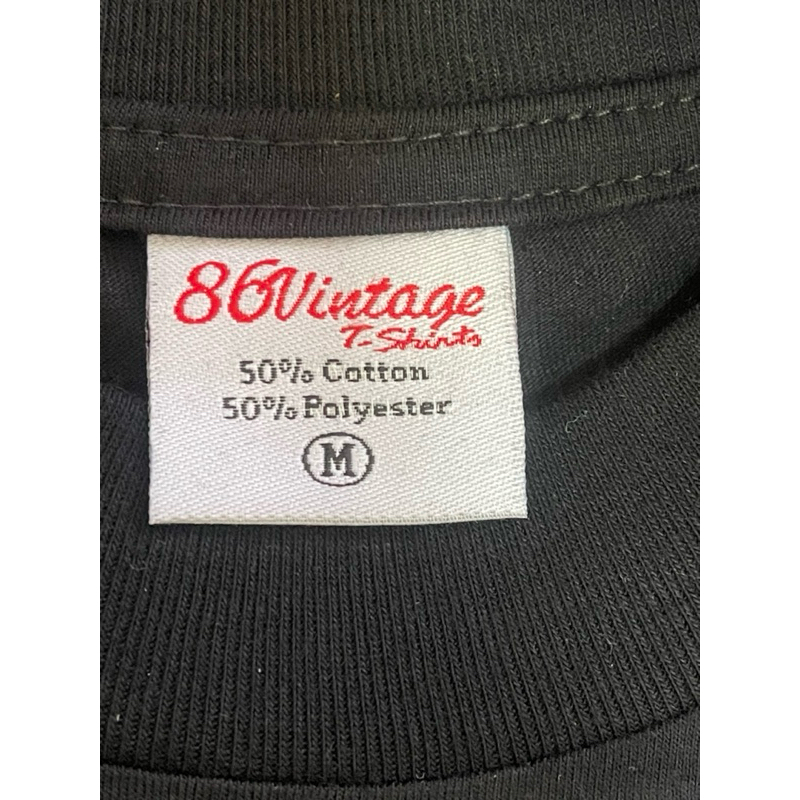 86Vintage
T-Shirts
50% Cotton
50% Polyester
M